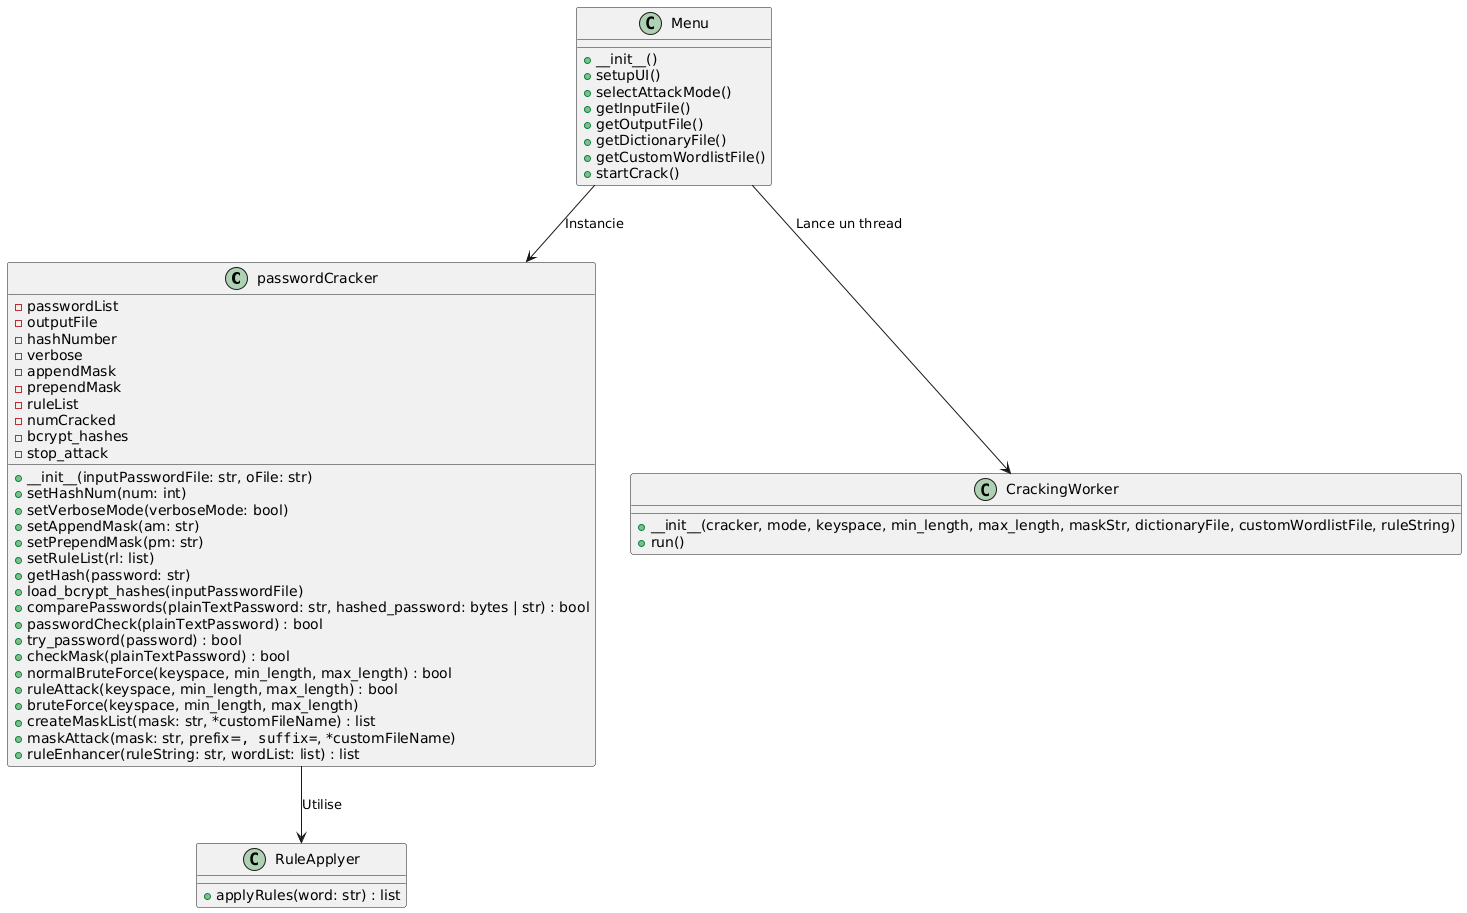 C Menu
__init__()
setupUI()
selectAttackMode()
getInputFile()
getOutputFile()
getDictionaryFile()
getCustomWordlistFile()
startCrack()
Instancie
Lance un thread
C passwordCracker
passwordList
outputFile
hashNumber
verbose
appendMask
prependMask
ruleList
numCracked
bcrypt_hashes
stop_attack
__init__(inputPasswordFile: str, oFile: str)
setHashNum(num: int)
setVerboseMode(verboseMode: bool)
setAppendMask(am: str)
setPrependMask(pm: str)
setRuleList(rl: list)
getHash(password: str)
load_bcrypt_hashes(inputPasswordFile)
comparePasswords(plainTextPassword: str, hashed_password: bytes | str) : bool
passwordCheck(plainTextPassword) : bool
try_password(password) : bool
checkMask(plainTextPassword) : bool
normalBruteForce(keyspace, min_length, max_length) : bool
ruleAttack(keyspace, min_length, max_length) : bool
bruteForce(keyspace, min_length, max_length)
createMaskList(mask: str, *customFileName) : list
maskAttack(mask: str, prefix=, suffix=, *customFileName)
ruleEnhancer(ruleString: str, wordList: list) : list
C CrackingWorker
__init__(cracker, mode, keyspace, min_length, max_length, maskStr, dictionaryFile, customWordlistFile, ruleString)
run()
Utilise
C RuleApplyer
applyRules(word: str) : list